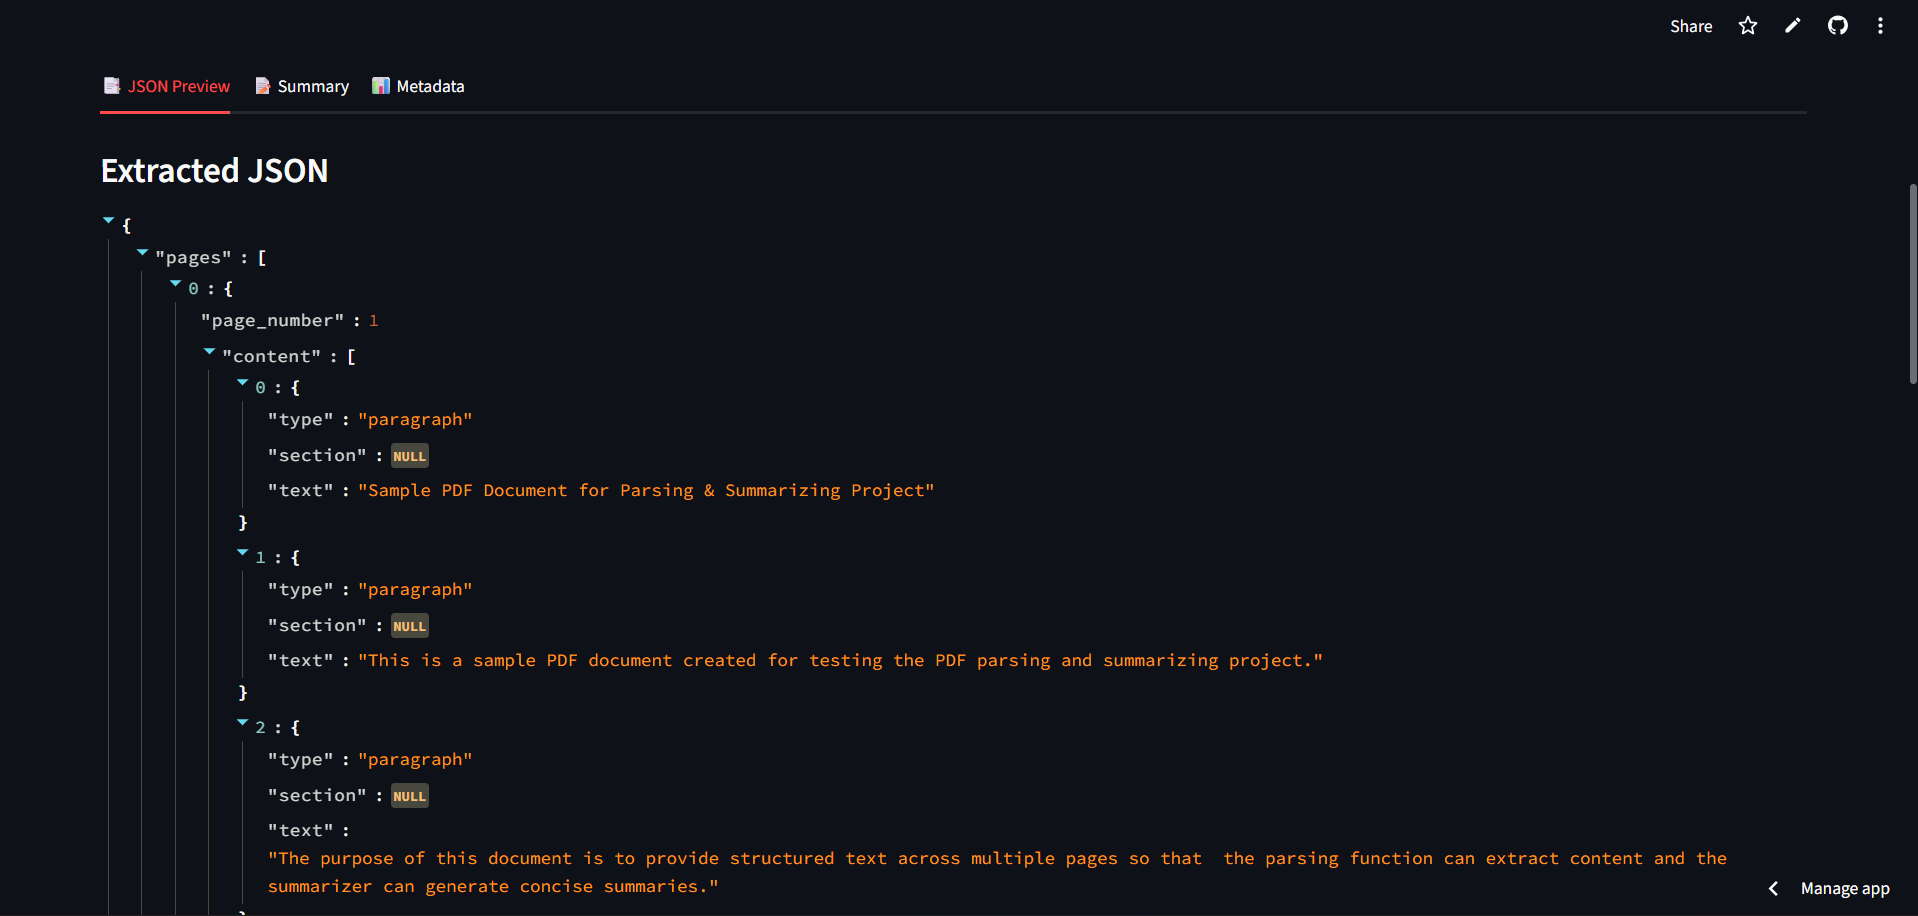 Share
JSON Preview Summary Metadata
Extracted JSON
{
"pages" : [
0 : {
"page_number" : 1
"content" : [
0 : {
"type" : "paragraph"
"section" : NULL
"text" : "Sample PDF Document for Parsing & Summarizing Project"
}
1 : {
"type" : "paragraph"
"section" : NULL
"text" : "This is a sample PDF document created for testing the PDF parsing and summarizing project."
}
2 : {
"type" : "paragraph"
"section" : NULL
"text" :
"The purpose of this document is to provide structured text across multiple pages so that  the parsing function can extract content and the
summarizer can generate concise summaries."
}
Manage app